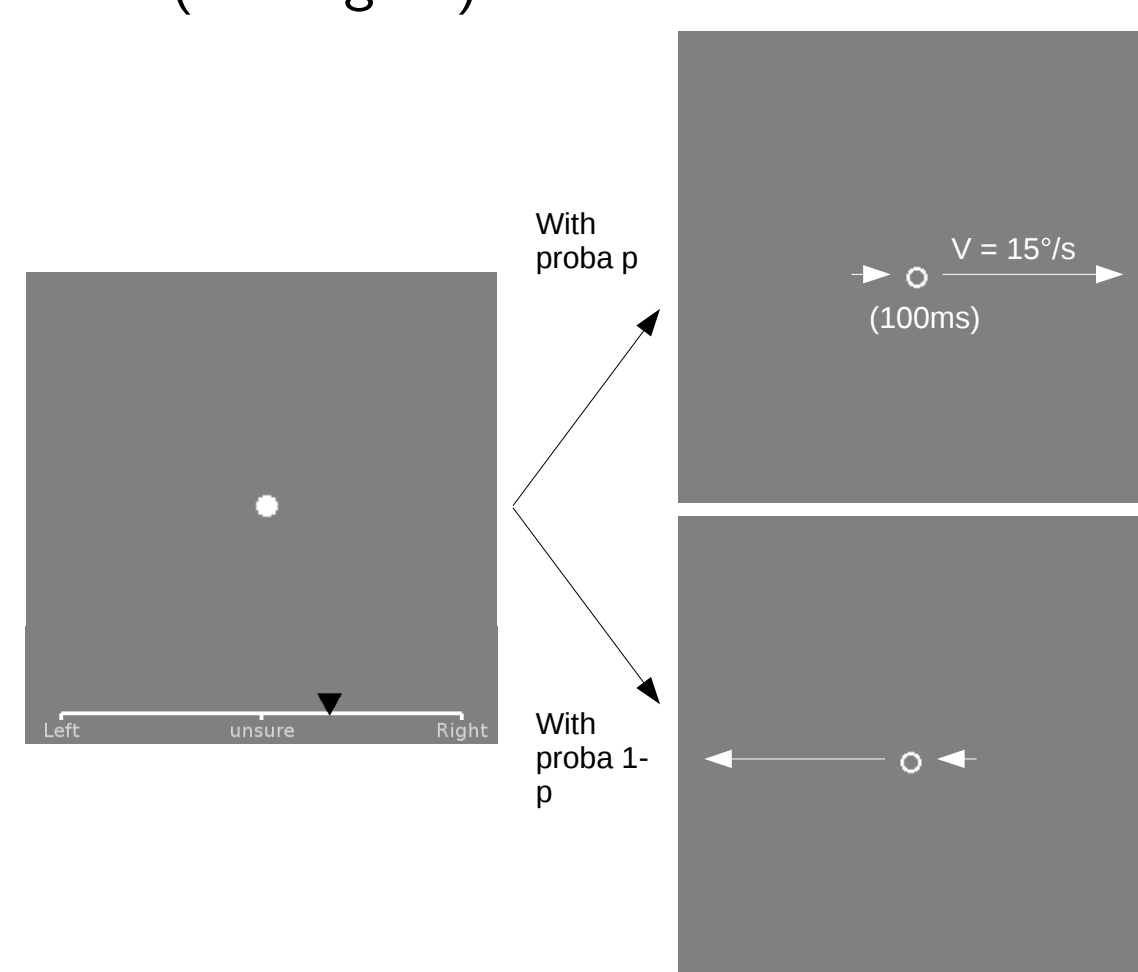 With
proba p
V = 15°/s
(100ms)
Left unsure Right
With
proba 1-
p